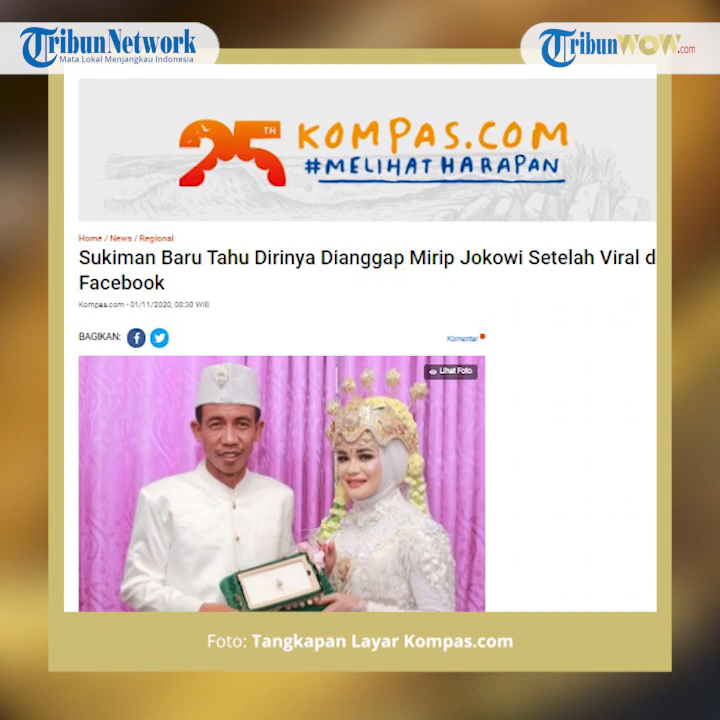 TribunNetwork
Mata Lokal Menjangkau Indonesia
TribunWOW.com
25TH KOMPAS.COM
#MELIHATHARAPAN
Home / News / Regional
Sukiman Baru Tahu Dirinya Dianggap Mirip Jokowi Setelah Viral d
Facebook
Kompas.com - 01/11/2020, 08:30 WIB
BAGIKAN:
Komentar
Lihat Foto
Foto: Tangkapan Layar Kompas.com